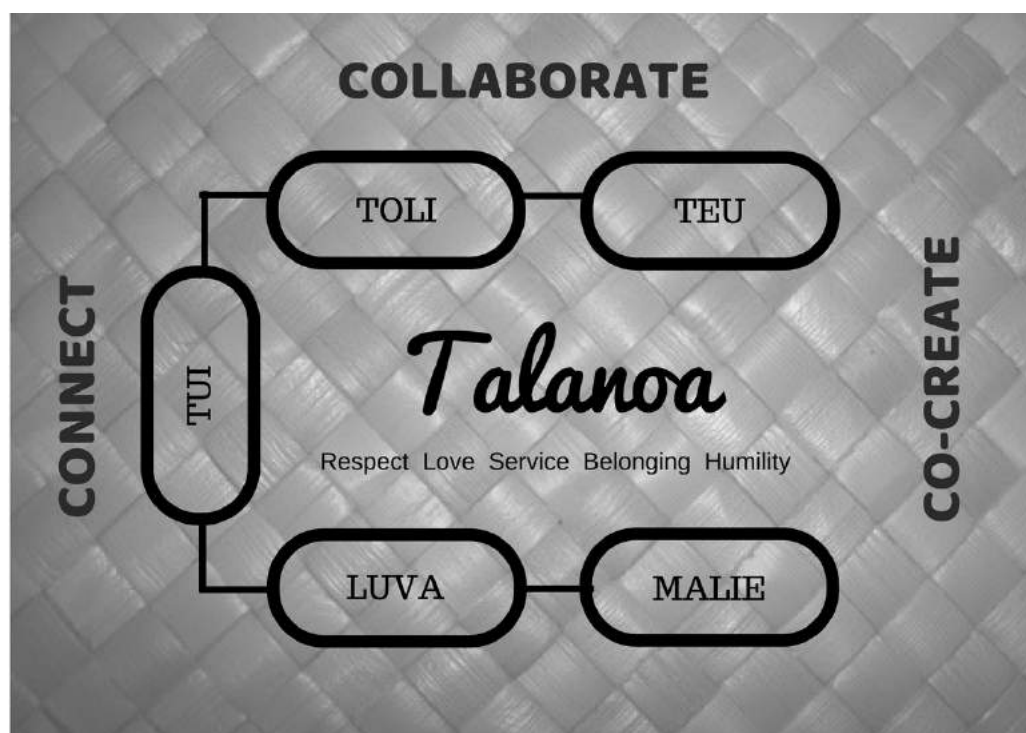 COLLABORATE
TOLI
TEU
CONNECT
TUI
Talanoa
CO-CREATE
Respect Love Service Belonging Humility
LUVA
MALIE